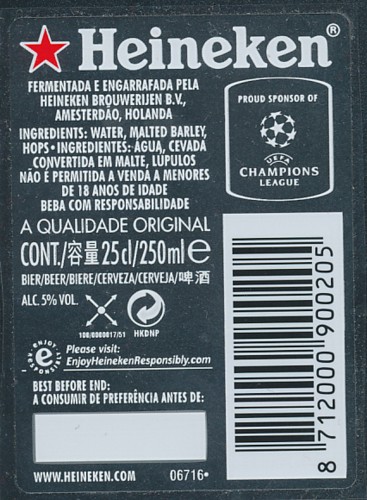 Heineken®
FERMENTADA E ENGARRAFADA PELA
HEINEKEN BROUWERIJEN B.V.,
AMESTERDÃO, HOLANDA
INGREDIENTS: WATER, MALTED BARLEY,
HOPS • INGREDIENTES: ÁGUA, CEVADA
CONVERTIDA EM MALTE, LÚPULOS
NÃO É PERMITIDA A VENDA A MENORES
DE 18 ANOS DE IDADE
BEBA COM RESPONSABILIDADE
PROUD SPONSOR OF
UEFA
CHAMPIONS
LEAGUE
A QUALIDADE ORIGINAL
CONT./容量 25cl/250ml e
BIER/BEER/BIERE/CERVEZA/CERVEJA/啤酒
ALC. 5% VOL.
100/0000017/51
HKDNP
ENJOY RESPONSIBLY
Please visit:
EnjoyHeinekenResponsibly.com
BEST BEFORE END:
A CONSUMIR DE PREFERÊNCIA ANTES DE:
WWW.HEINEKEN.COM 06716•
8 712000 900205